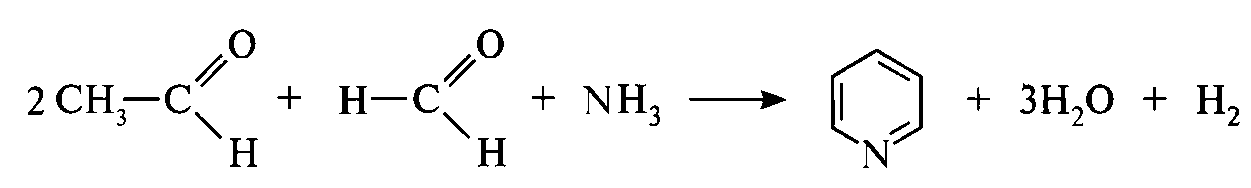 2 CH₃—C(=O)—H + H—C(=O)—H + NH₃ ⟶ N + 3H₂O + H₂